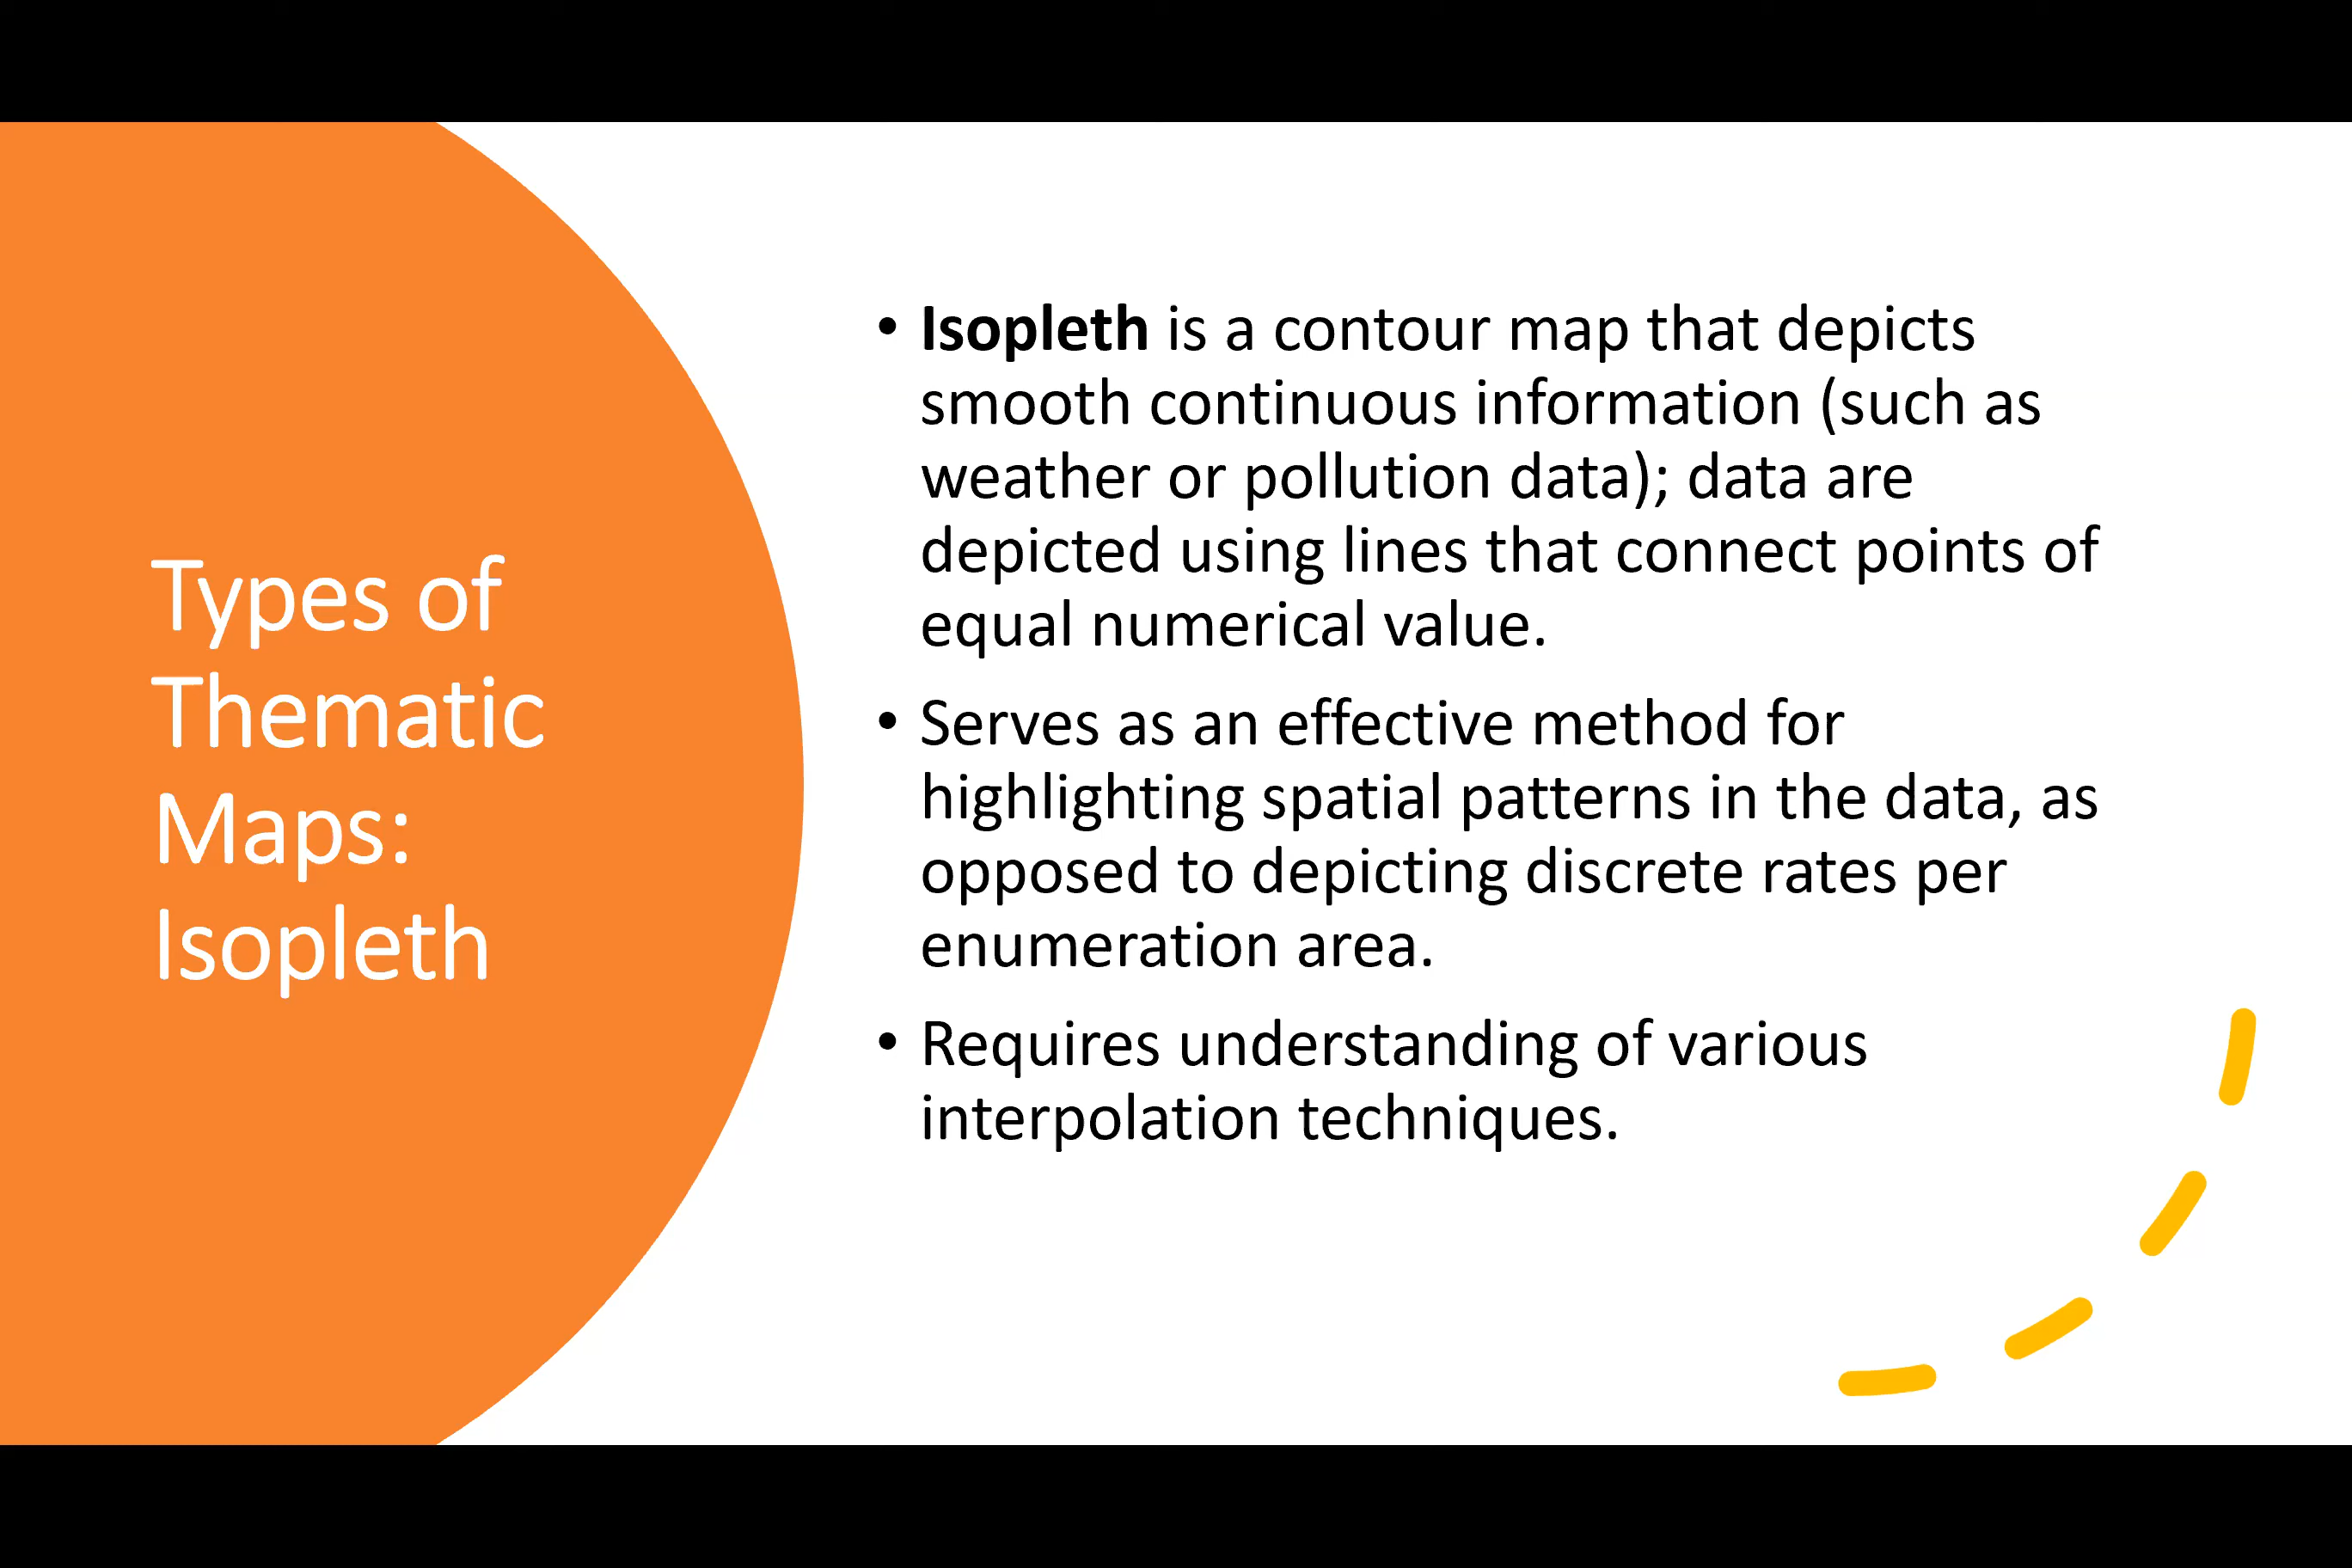 Types of
Thematic
Maps:
Isopleth
• Isopleth is a contour map that depicts
smooth continuous information (such as
weather or pollution data); data are
depicted using lines that connect points of
equal numerical value.
• Serves as an effective method for
highlighting spatial patterns in the data, as
opposed to depicting discrete rates per
enumeration area.
• Requires understanding of various
interpolation techniques.